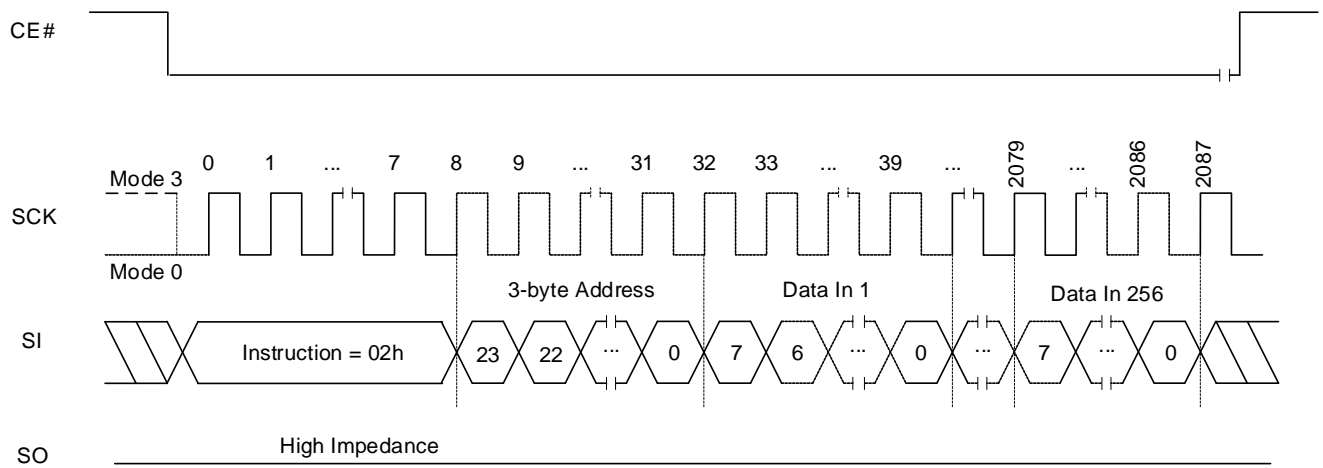 CE#
0 1 ... 7 8 9 ... 31 32 33 ... 39 ... 2079 ... 2086 2087
Mode 3
SCK
Mode 0
3-byte Address Data In 1 Data In 256
SI Instruction = 02h 23 22 ... 0 7 6 ... 0 ... 7 ... 0
High Impedance
SO